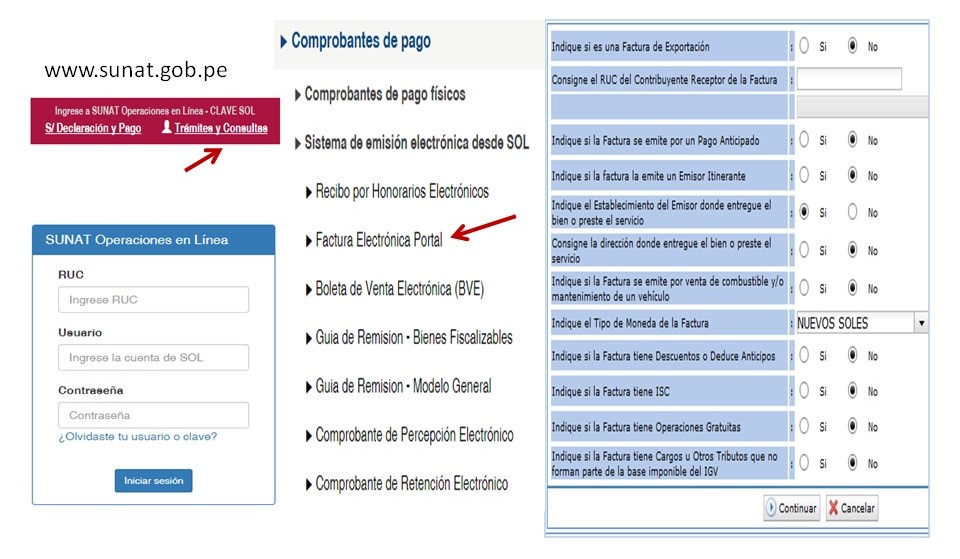 www.sunat.gob.pe
Ingrese a SUNAT Operaciones en Línea - CLAVE SOL
S/ Declaración y Pago Trámites y Consultas
SUNAT Operaciones en Línea
RUC
Ingrese RUC
Usuario
Ingrese la cuenta de SOL
Contraseña
Contraseña
¿Olvidaste tu usuario o clave?
Iniciar sesión
Comprobantes de pago
Comprobantes de pago físicos
Sistema de emisión electrónica desde SOL
Recibo por Honorarios Electrónicos
Factura Electrónica Portal
Boleta de Venta Electrónica (BVE)
Guia de Remision • Bienes Fiscalizables
Guia de Remision • Modelo General
Comprobante de Percepción Electrónico
Comprobante de Retención Electrónico
Indique si es una Factura de Exportación : Si No
Consigne el RUC del Contribuyente Receptor de la Factura :
:
Indique si la Factura se emite por un Pago Anticipado : Si No
Indique si la factura la emite un Emisor Itinerante : Si No
Indique el Establecimiento del Emisor donde entregue el
bien o preste el servicio : Si No
Consigne la dirección donde entregue el bien o preste el
servicio : Si No
Indique si la Factura se emite por venta de combustible y/o
mantenimiento de un vehículo : Si No
Indique el Tipo de Moneda de la Factura : NUEVOS SOLES
Indique si la Factura tiene Descuentos o Deduce Anticipos : Si No
Indique si la Factura tiene ISC : Si No
Indique si la Factura tiene Operaciones Gratuitas : Si No
Indique si la Factura tiene Cargos u Otros Tributos que no
forman parte de la base imponible del IGV : Si No
Continuar Cancelar